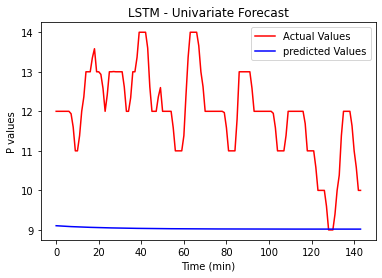 LSTM - Univariate Forecast
Actual Values
predicted Values
P values
14
13
12
11
10
9
0
20
40
60
80
100
120
140
Time (min)